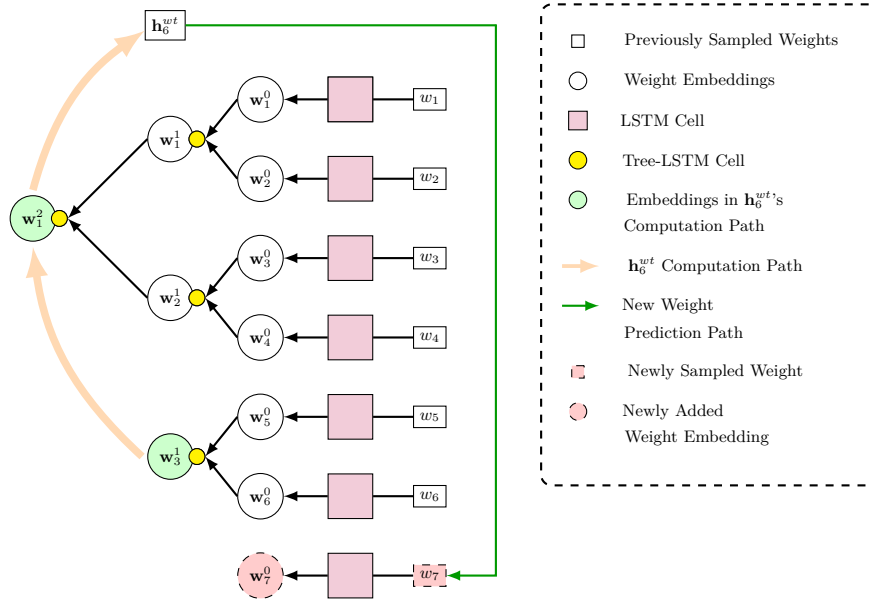 h_6^{wt}
w_1^0
w_1
w_1^1
w_2^0
w_2
w_1^2
w_3^0
w_3
w_2^1
w_4^0
w_4
w_5^0
w_5
w_3^1
w_6^0
w_6
w_7^0
w_7
Previously Sampled Weights
Weight Embeddings
LSTM Cell
Tree-LSTM Cell
Embeddings in h_6^{wt}'s
Computation Path
h_6^{wt} Computation Path
New Weight
Prediction Path
Newly Sampled Weight
Newly Added
Weight Embedding